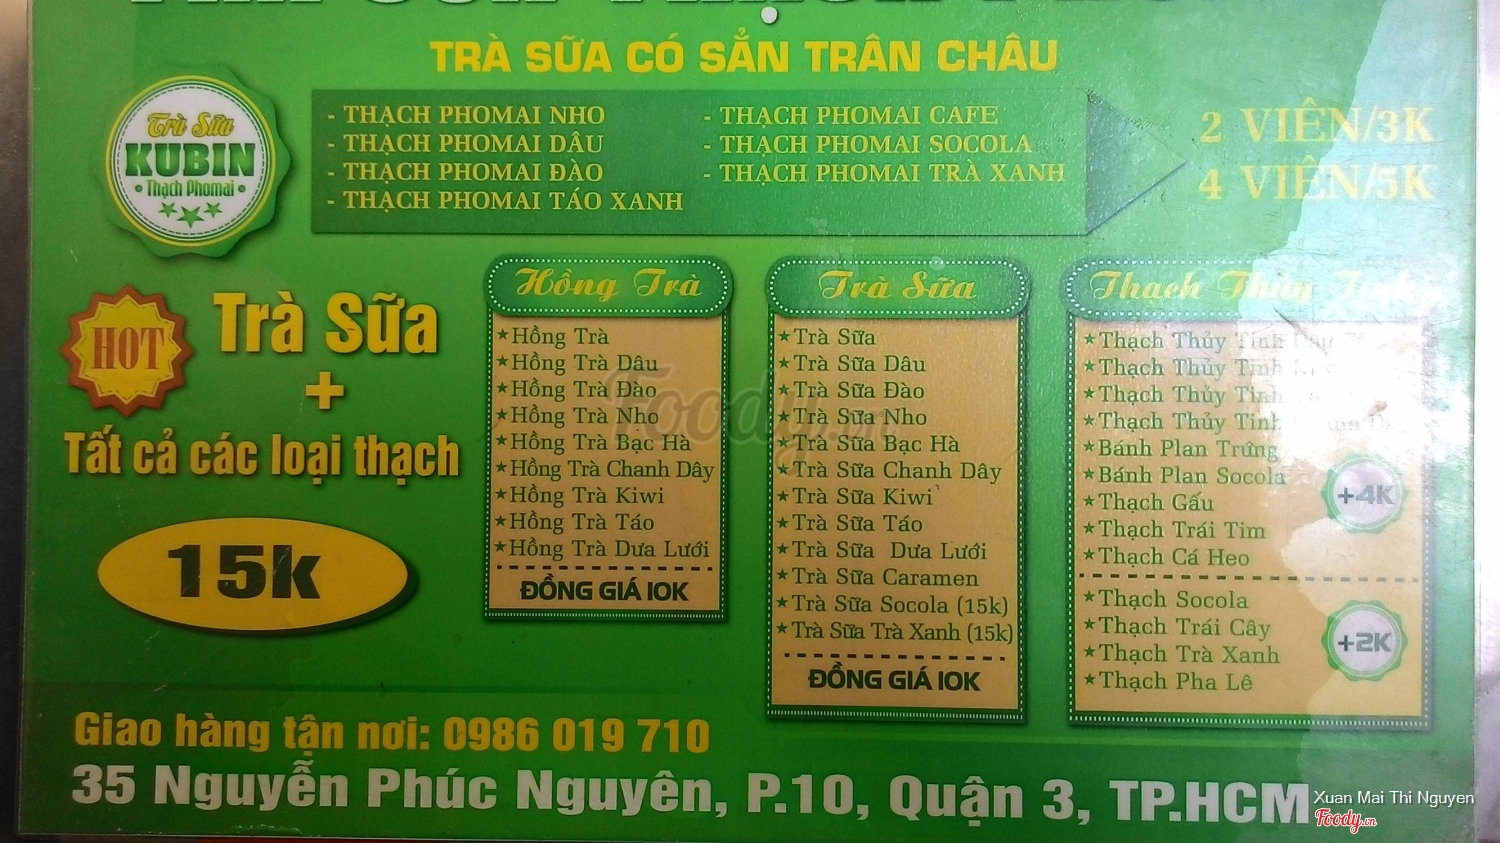 TRÀ SỮA CÓ SẴN TRÂN CHÂU
Trà Sữa
KUBIN
Thạch Phomai
- THẠCH PHOMAI NHO
- THẠCH PHOMAI DÂU
- THẠCH PHOMAI ĐÀO
- THẠCH PHOMAI TÁO XANH
- THẠCH PHOMAI CAFE
- THẠCH PHOMAI SOCOLA
- THẠCH PHOMAI TRÀ XANH
2 VIÊN/3K
4 VIÊN/5K
HOT
Trà Sữa
+
Tất cả các loại thạch
15k
Hồng Trà
Hồng Trà
Hồng Trà Dâu
Hồng Trà Đào
Hồng Trà Nho
Hồng Trà Bạc Hà
Hồng Trà Chanh Dây
Hồng Trà Kiwi
Hồng Trà Táo
Hồng Trà Dưa Lưới
ĐỒNG GIÁ 10K
Trà Sữa
Trà Sữa
Trà Sữa Dâu
Trà Sữa Đào
Trà Sữa Nho
Trà Sữa Bạc Hà
Trà Sữa Chanh Dây
Trà Sữa Kiwi
Trà Sữa Táo
Trà Sữa Dưa Lưới
Trà Sữa Caramen
Trà Sữa Socola (15k)
Trà Sữa Trà Xanh (15k)
ĐỒNG GIÁ 10K
Thạch Thủy Tinh
Thạch Thủy Tinh
Thạch Thủy Tinh
Thạch Thủy Tinh
Thạch Thủy Tinh
Bánh Plan Trứng
Bánh Plan Socola
Thạch Gấu
Thạch Trái Tim
Thạch Cá Heo
+4K
Thạch Socola
Thạch Trái Cây
Thạch Trà Xanh
Thạch Pha Lê
+2K
Giao hàng tận nơi: 0986 019 710
35 Nguyễn Phúc Nguyên, P.10, Quận 3, TP.HCM
Foody.vn
Xuan Mai Thi Nguyen
Foody.vn